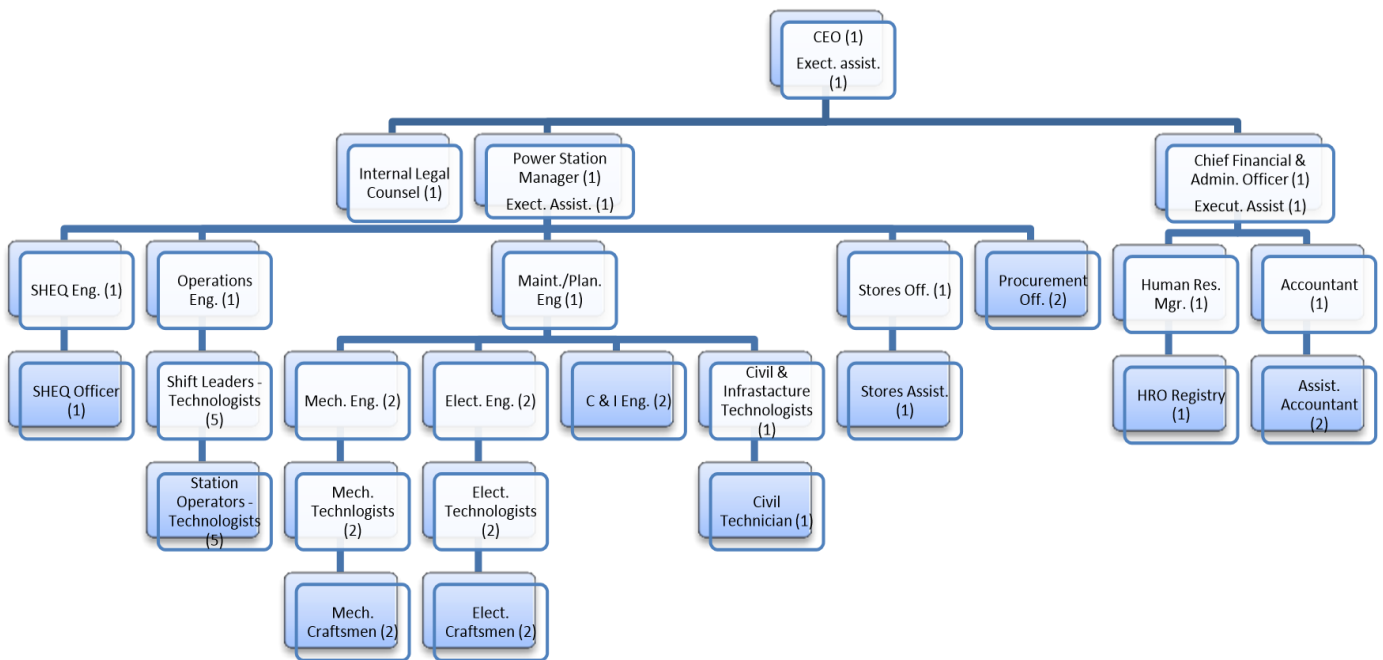 CEO (1)
Exect. assist.
(1)
Internal Legal
Counsel (1)
Power Station
Manager (1)
Exect. Assist. (1)
Chief Financial &
Admin. Officer (1)
Execut. Assist (1)
SHEQ Eng. (1)
Operations
Eng. (1)
Maint./Plan.
Eng (1)
Stores Off. (1)
Procurement
Off. (2)
Human Res.
Mgr. (1)
Accountant
(1)
SHEQ Officer
(1)
Shift Leaders -
Technologists
(5)
Mech. Eng. (2)
Elect. Eng. (2)
C & I Eng. (2)
Civil &
Infrastacture
Technologists
(1)
Stores Assist.
(1)
HRO Registry
(1)
Assist.
Accountant
(2)
Station
Operators -
Technologists
(5)
Mech.
Technlogists
(2)
Elect.
Technologists
(2)
Civil
Technician (1)
Mech.
Craftsmen (2)
Elect.
Craftsmen (2)